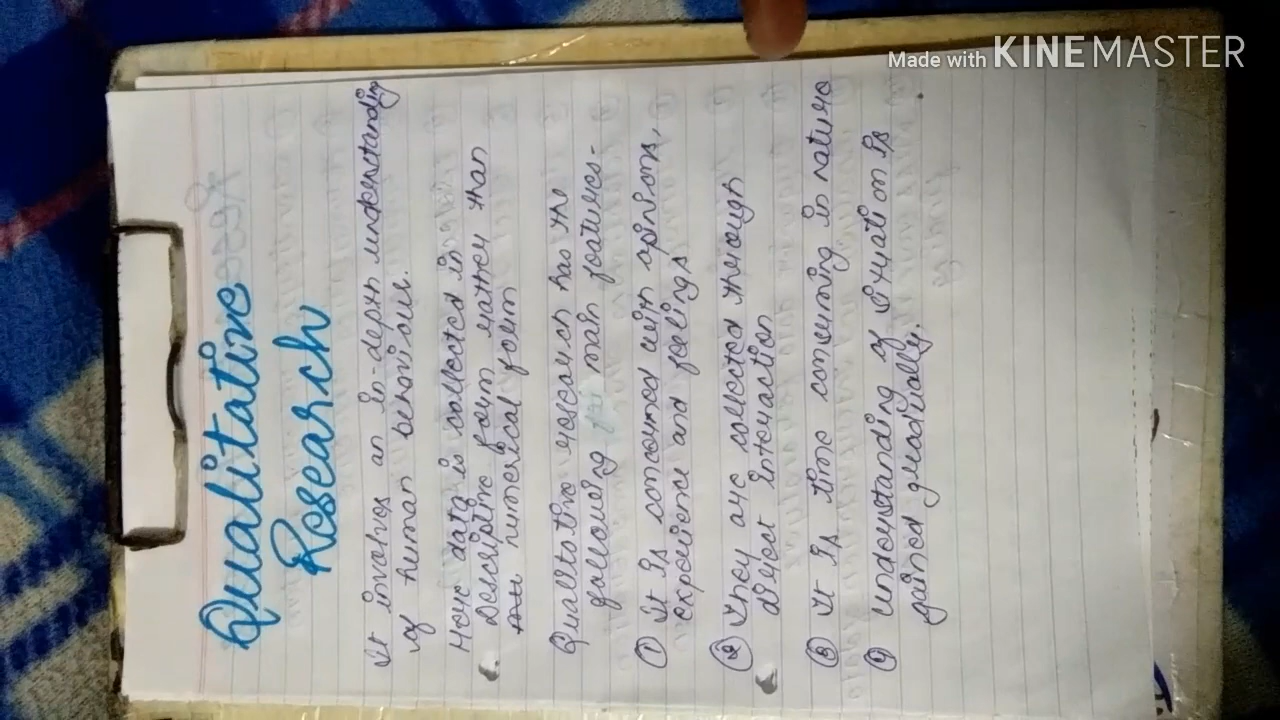 Qualitative
Research
It involves an in-depth understanding
of human behaviour.
Here data is collected in
Descriptive form rather than
numerical form
Qualitative research has the
following main features-
① It is concerned with opinions,
experience and feelings
② They are collected through
direct interaction
③ It is time consuming in nature
④ Understanding of situation is
gained gradually.
Made with KINEMASTER